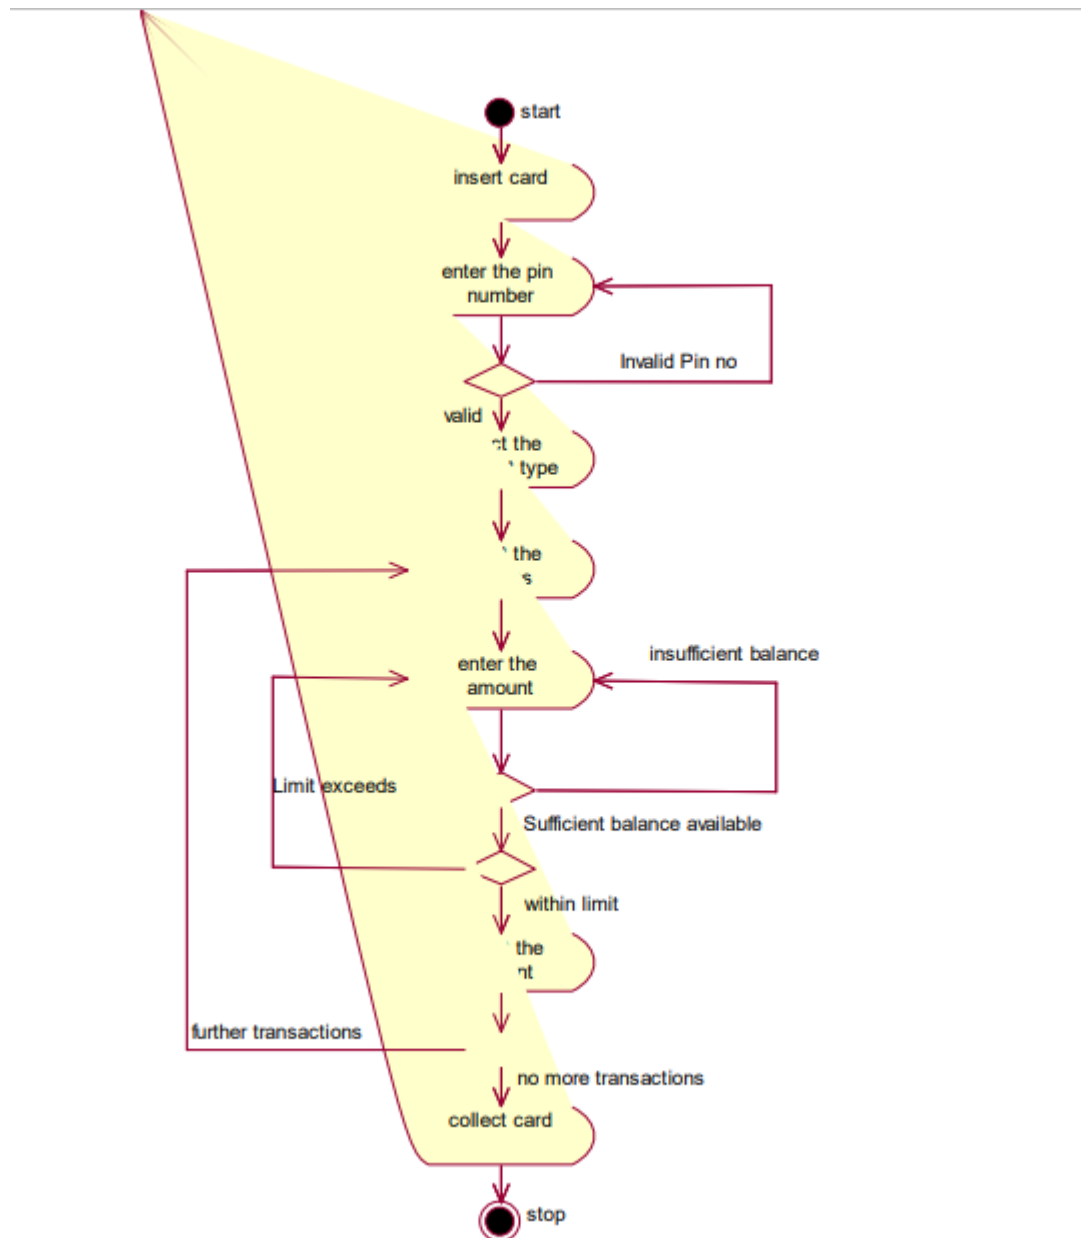 start
insert card
enter the pin
number
Invalid Pin no
valid
the
type
the
enter the
amount
insufficient balance
Limit exceeds
Sufficient balance available
within limit
the
further transactions
no more transactions
collect card
stop